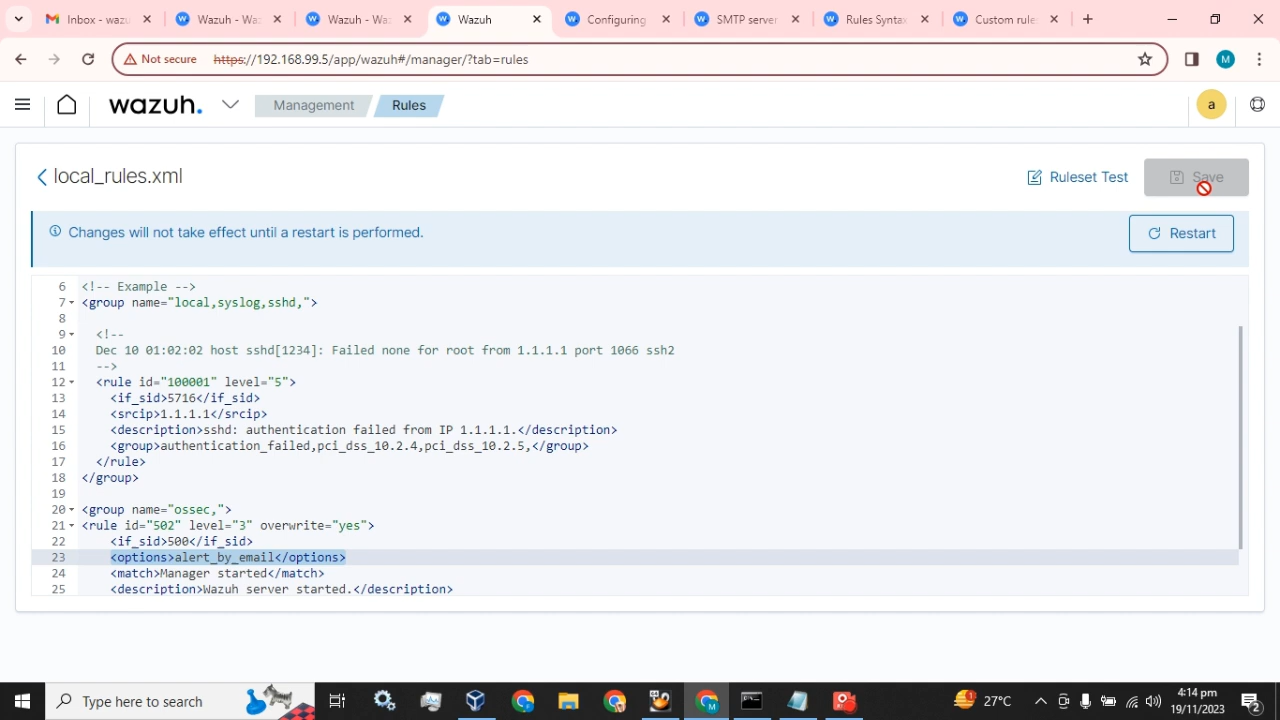 Inbox - wa
Wazuh - Wa
Wazuh - Wa
Wazuh
Configuring
SMTP server
Rules Synta
Custom rule
Not secure
https://192.168.99.5/app/wazuh#/manager/?tab=rules
M
wazuh.
Management
Rules
a
local_rules.xml
Ruleset Test
Save
Changes will not take effect until a restart is performed.
Restart
6 <!-- Example -->
7 <group name="local,syslog,sshd,">
8
9 <!--
10 Dec 10 01:02:02 host sshd[1234]: Failed none for root from 1.1.1.1 port 1066 ssh2
11 -->
12 <rule id="100001" level="5">
13 <if_sid>5716</if_sid>
14 <srcip>1.1.1.1</srcip>
15 <description>sshd: authentication failed from IP 1.1.1.1.</description>
16 <group>authentication_failed,pci_dss_10.2.4,pci_dss_10.2.5,</group>
17 </rule>
18 </group>
19
20 <group name="ossec,">
21 <rule id="502" level="3" overwrite="yes">
22 <if_sid>500</if_sid>
23 <options>alert_by_email</options>
24 <match>Manager started</match>
25 <description>Wazuh server started.</description>
Type here to search
M
1
27°C
4:14 pm
19/11/2023
2